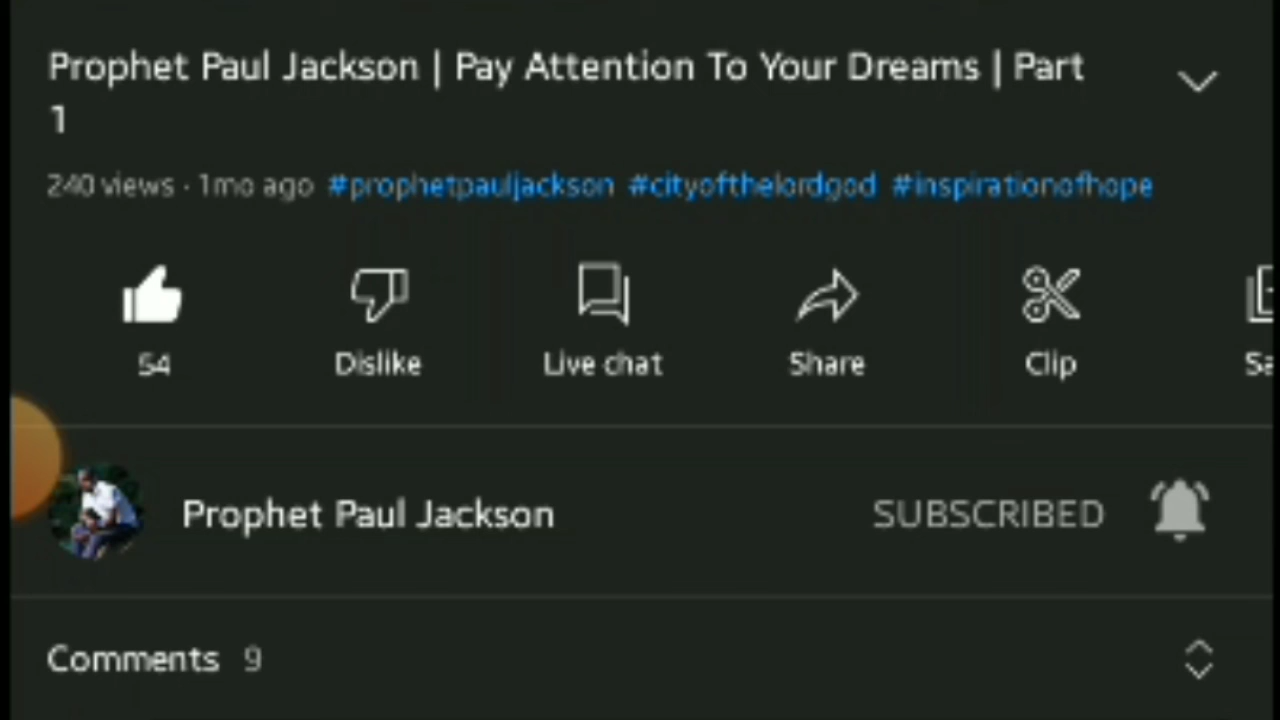 Prophet Paul Jackson | Pay Attention To Your Dreams | Part
1
240 views · 1mo ago #prophetpauljackson #cityofthelordgod #inspirationofhope
54 Dislike Live chat Share Clip
Prophet Paul Jackson SUBSCRIBED
Comments 9